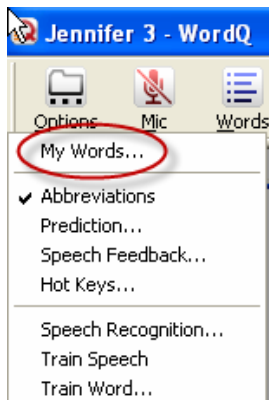 Jennifer 3 - WordQ
Options Mic Words
My Words...
Abbreviations
Prediction...
Speech Feedback...
Hot Keys...
Speech Recognition...
Train Speech
Train Word...